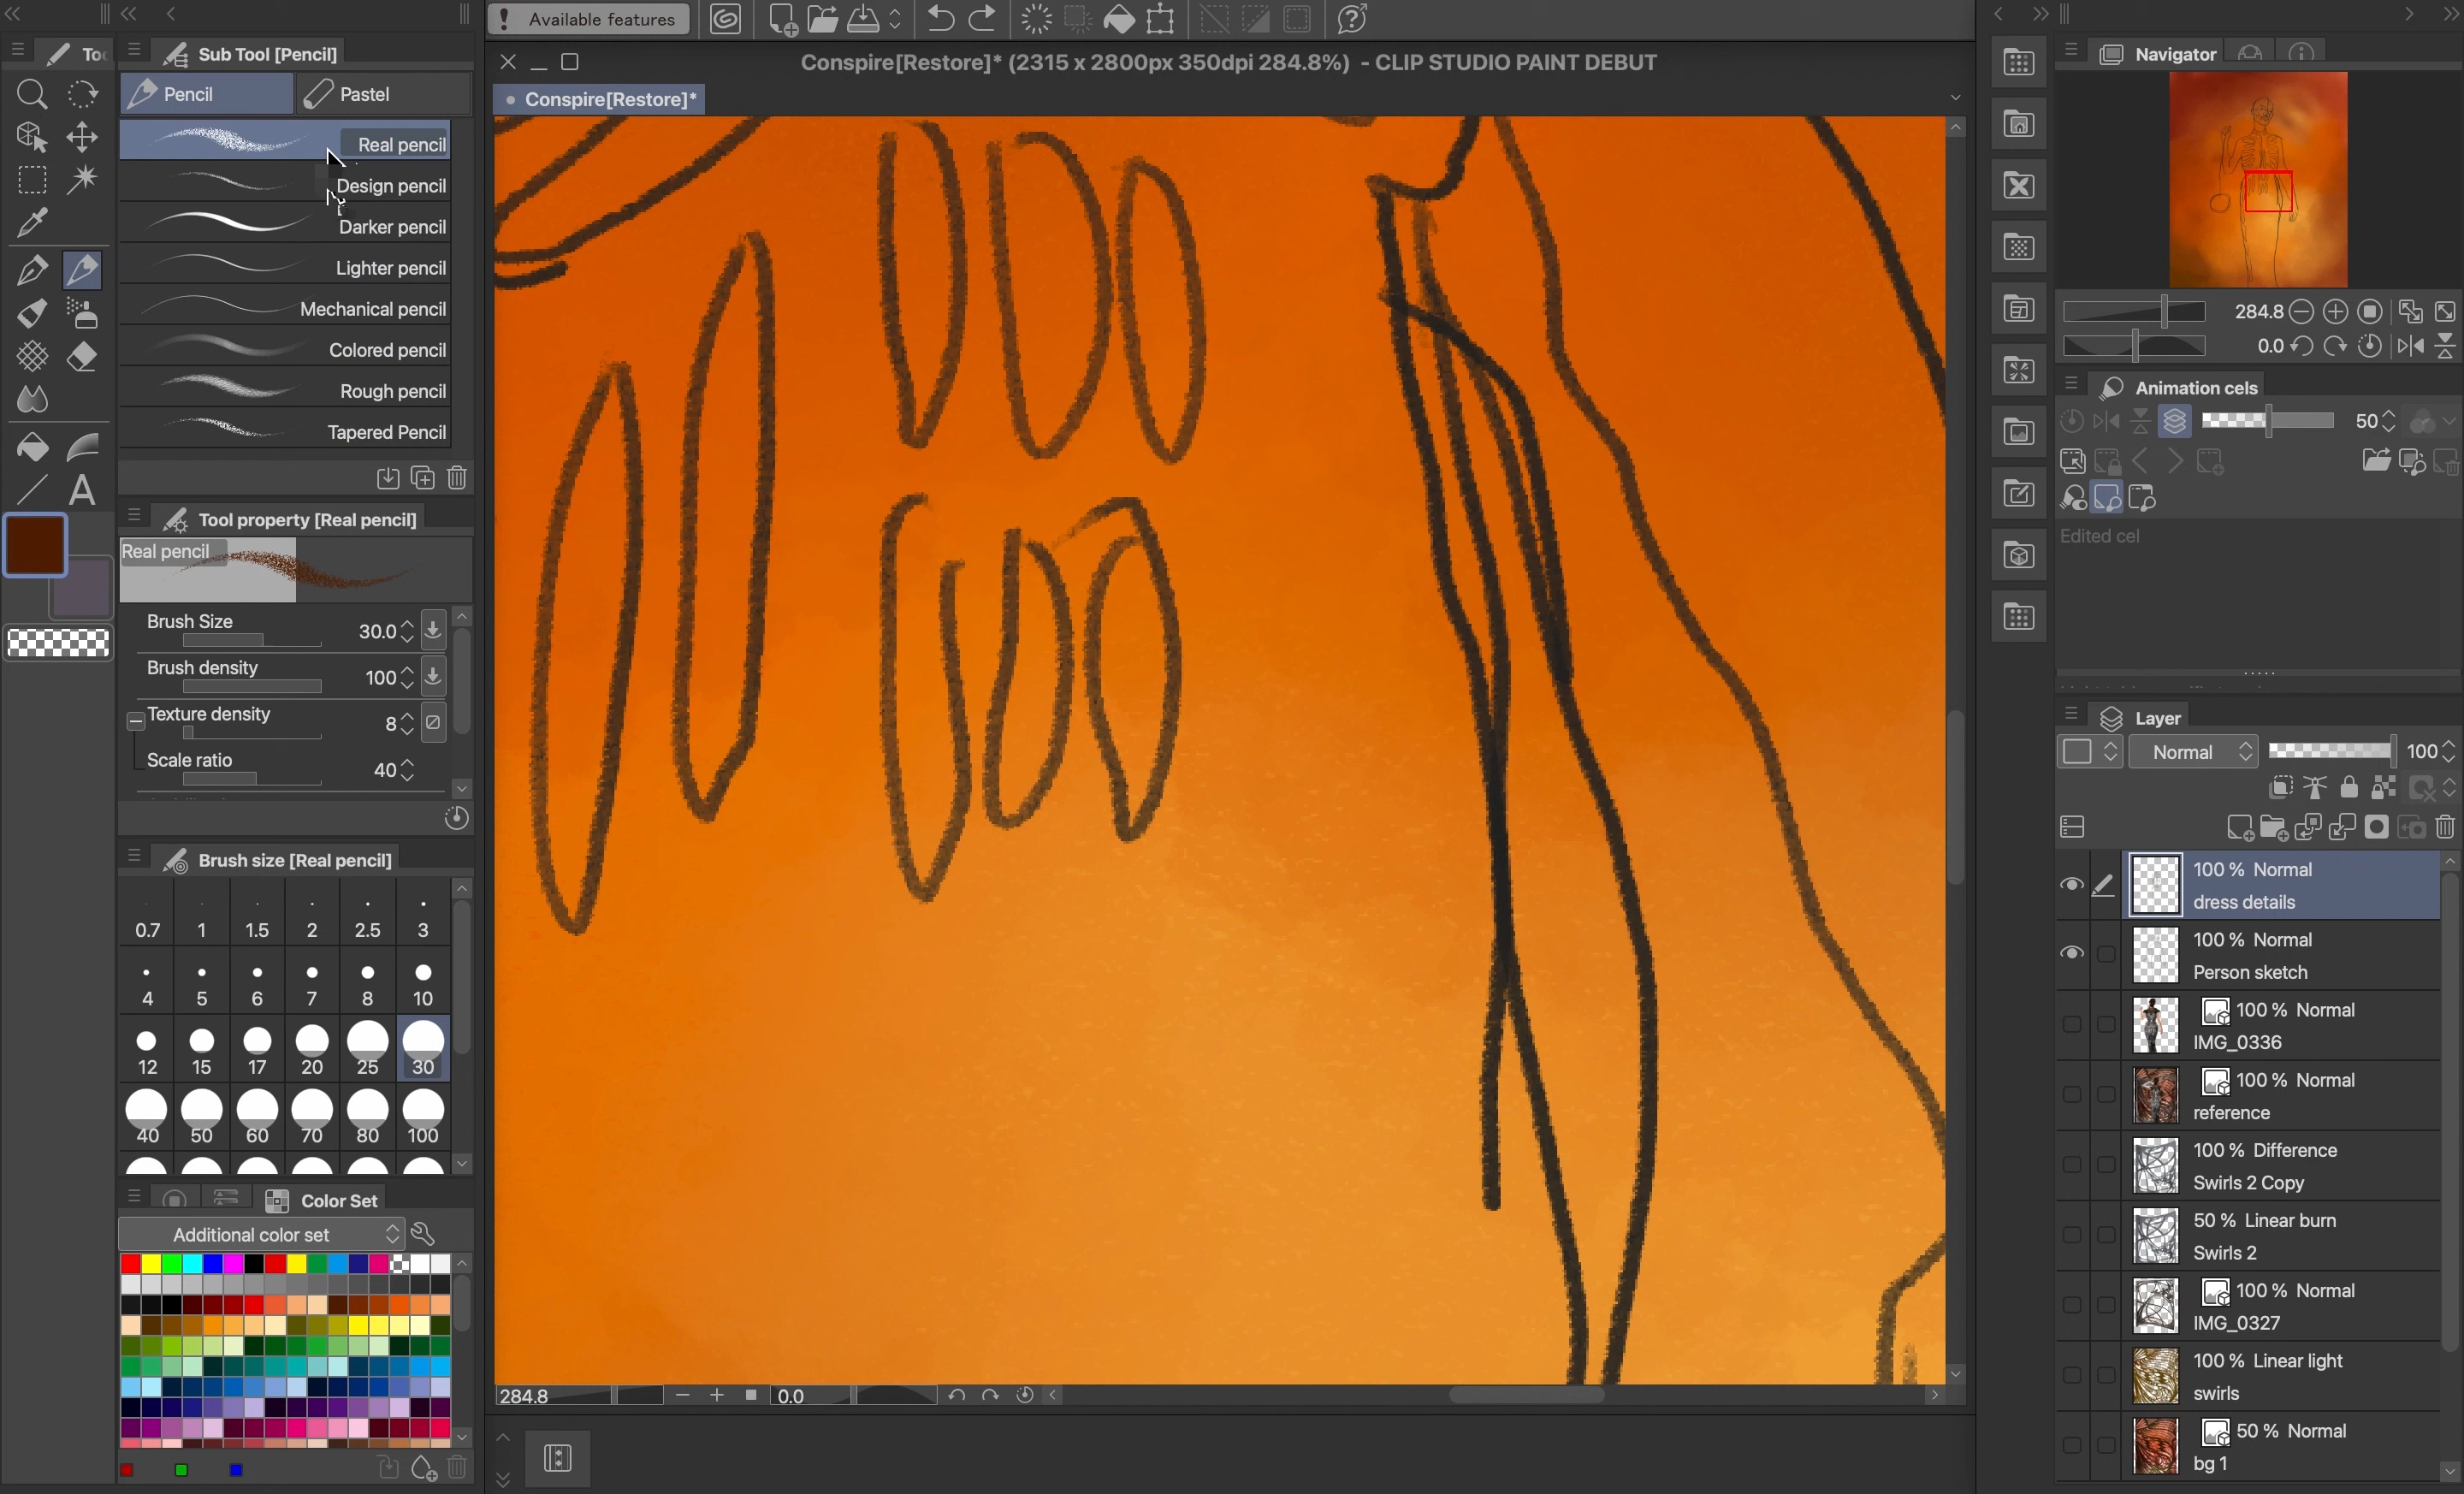 Available features
Conspire[Restore]* (2315 x 2800px 350dpi 284.8%) - CLIP STUDIO PAINT DEBUT
Conspire[Restore]*
Sub Tool [Pencil]
Pencil
Pastel
Real pencil
Design pencil
Darker pencil
Lighter pencil
Mechanical pencil
Colored pencil
Rough pencil
Tapered Pencil
A
Tool property [Real pencil]
Real pencil
Brush Size 30.0
Brush density 100
Texture density 8
Scale ratio 40
Brush size [Real pencil]
0.7 1 1.5 2 2.5 3
4 5 6 7 8 10
12 15 17 20 25 30
40 50 60 70 80 100
Color Set
Additional color set
284.8
0.0
Navigator
284.8
0.0
Animation cels
50
Edited cel
Layer
Normal 100
100 % Normal
dress details
100 % Normal
Person sketch
100 % Normal
IMG_0336
100 % Normal
reference
100 % Difference
Swirls 2 Copy
50 % Linear burn
Swirls 2
100 % Normal
IMG_0327
100 % Linear light
swirls
50 % Normal
bg 1